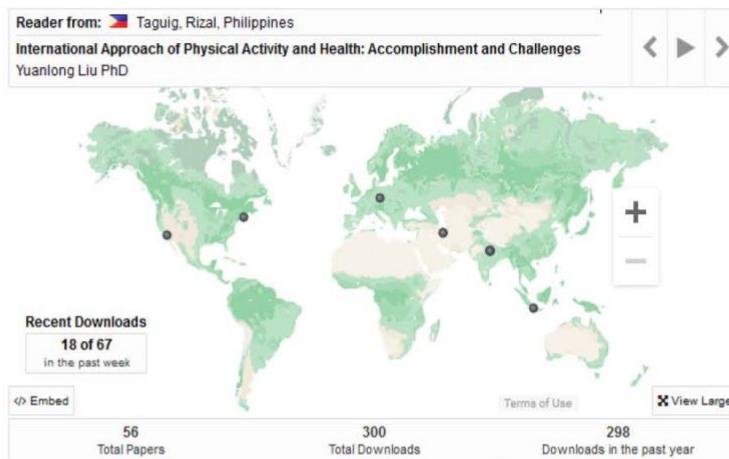 Reader from: Taguig, Rizal, Philippines
International Approach of Physical Activity and Health: Accomplishment and Challenges
Yuanlong Liu PhD
+
−
Recent Downloads
18 of 67
in the past week
</> Embed
Terms of Use
View Large
56
Total Papers
300
Total Downloads
298
Downloads in the past year